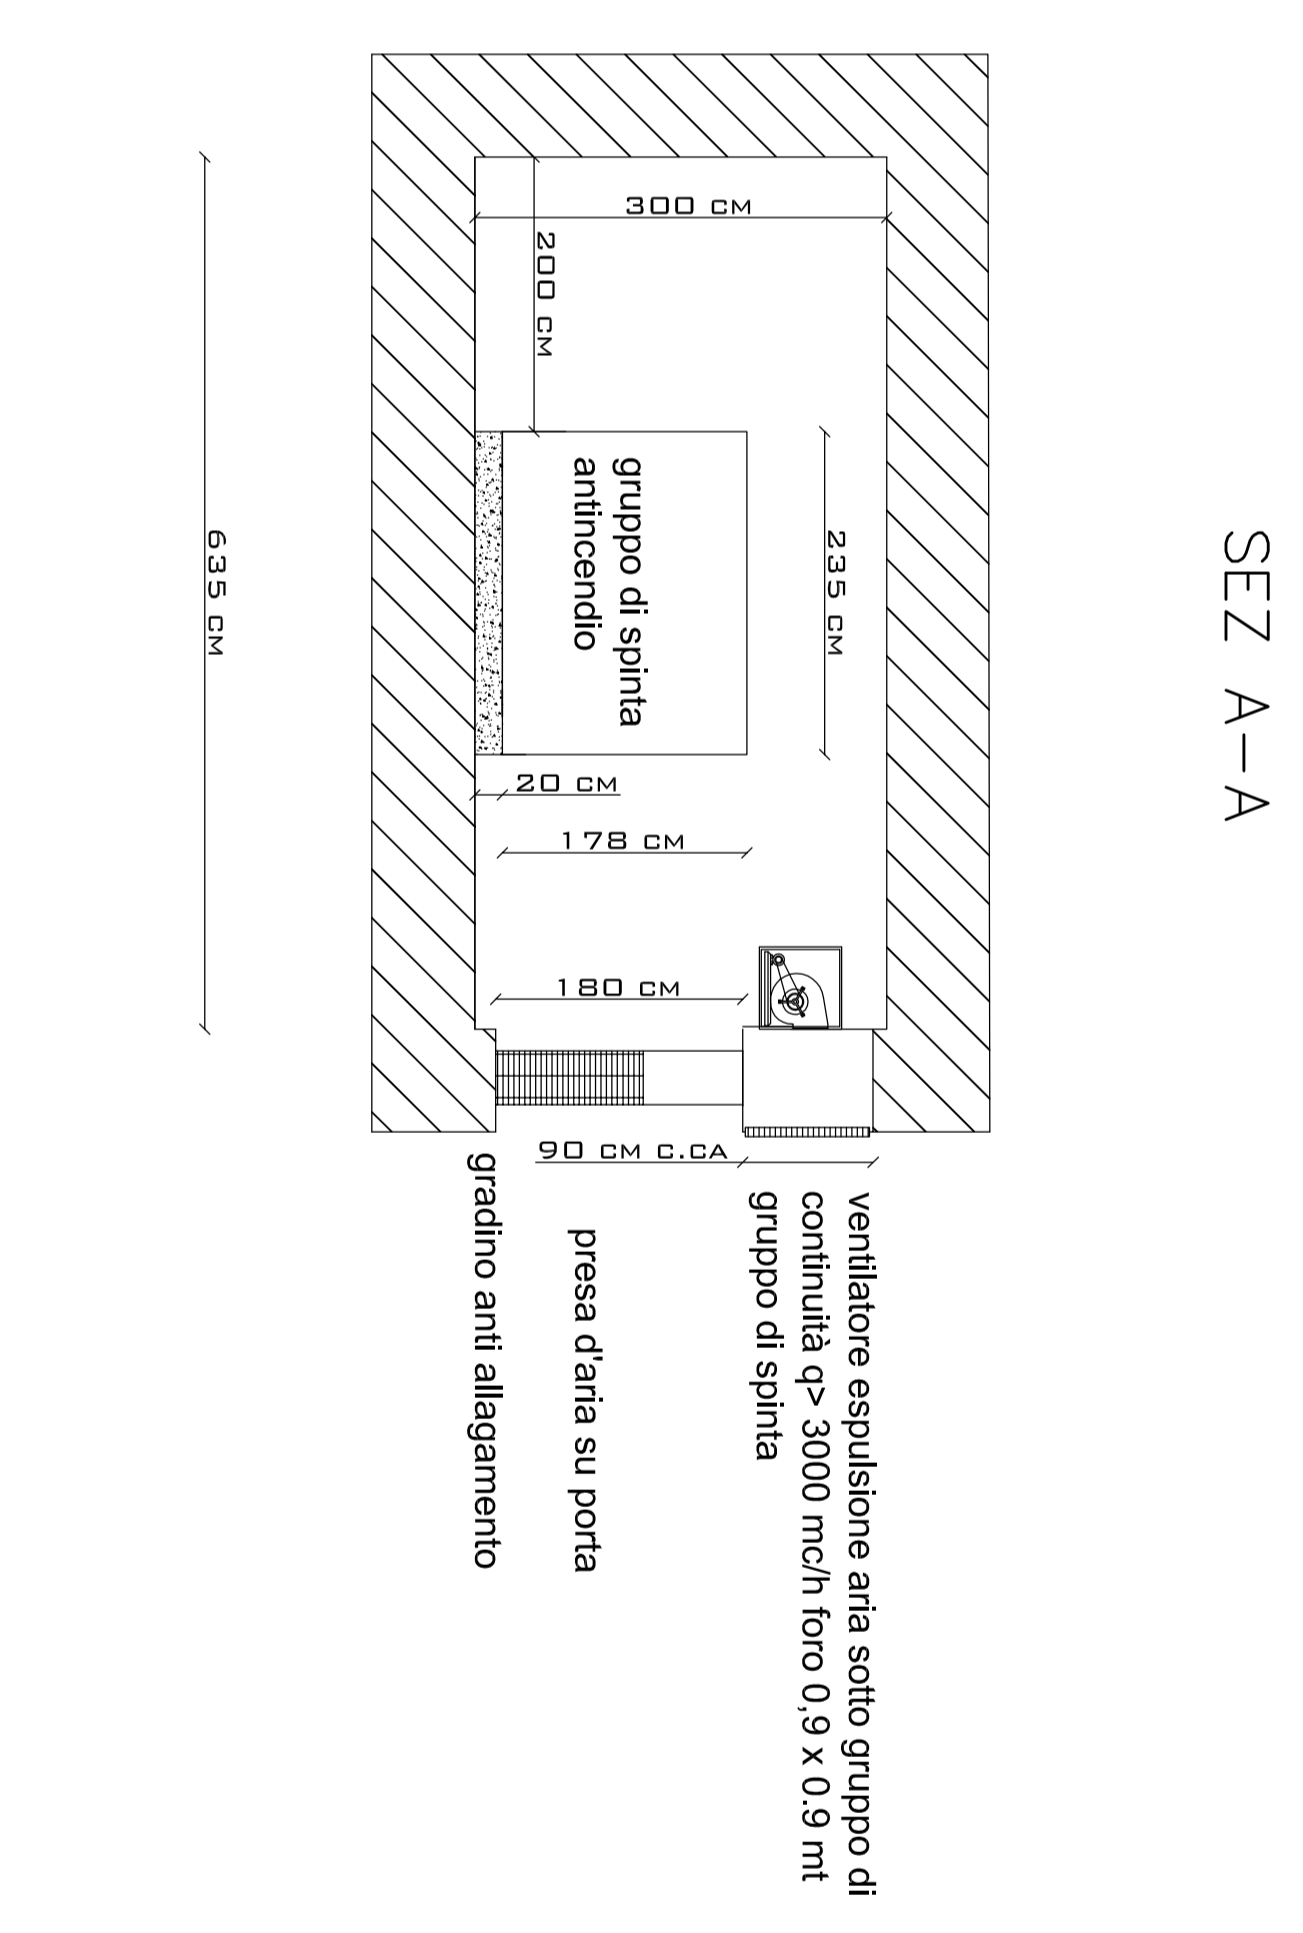 SEZ A-A
300 CM
200 CM
235 CM
gruppo di spinta
antincendio
20 CM
178 CM
180 CM
90 CM C.CA
ventilatore espulsione aria sotto gruppo di
continuità q> 3000 mc/h foro 0,9 x 0.9 mt
gruppo di spinta
presa d'aria su porta
gradino anti allagamento
635 CM